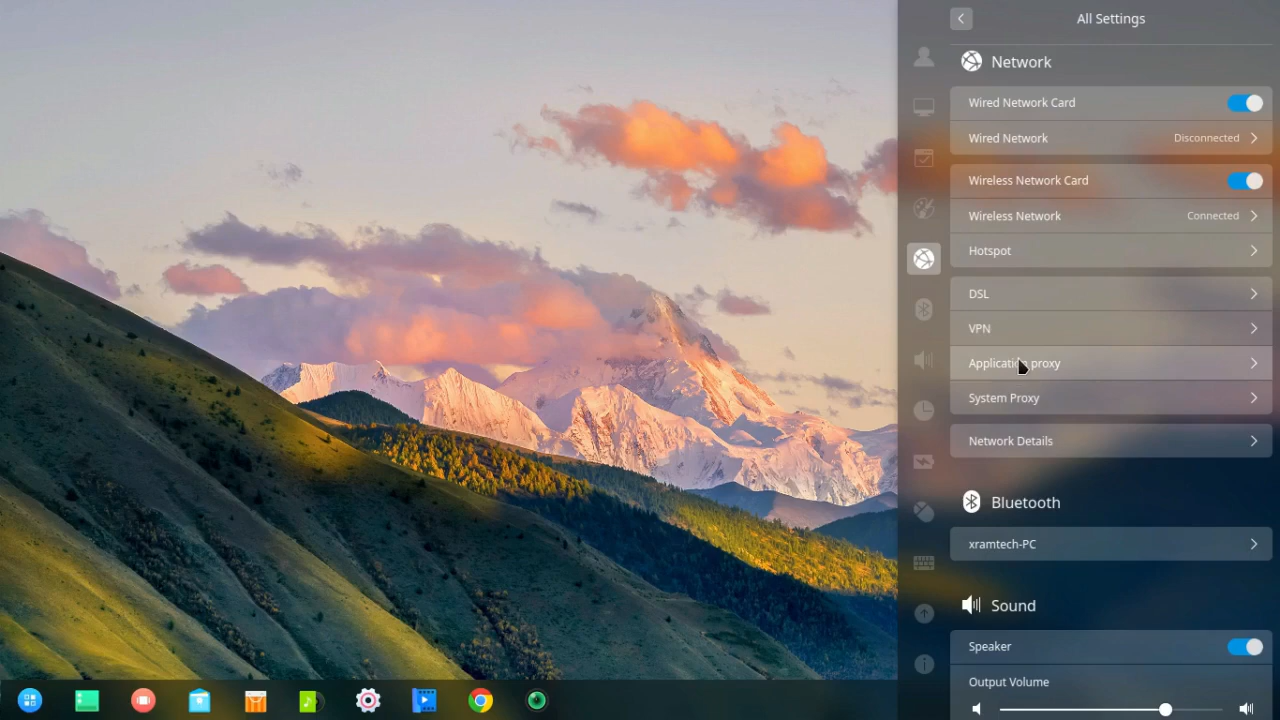 All Settings
Network
Wired Network Card
Wired Network Disconnected
Wireless Network Card
Wireless Network Connected
Hotspot
DSL
VPN
Application proxy
System Proxy
Network Details
Bluetooth
xramtech-PC
Sound
Speaker
Output Volume